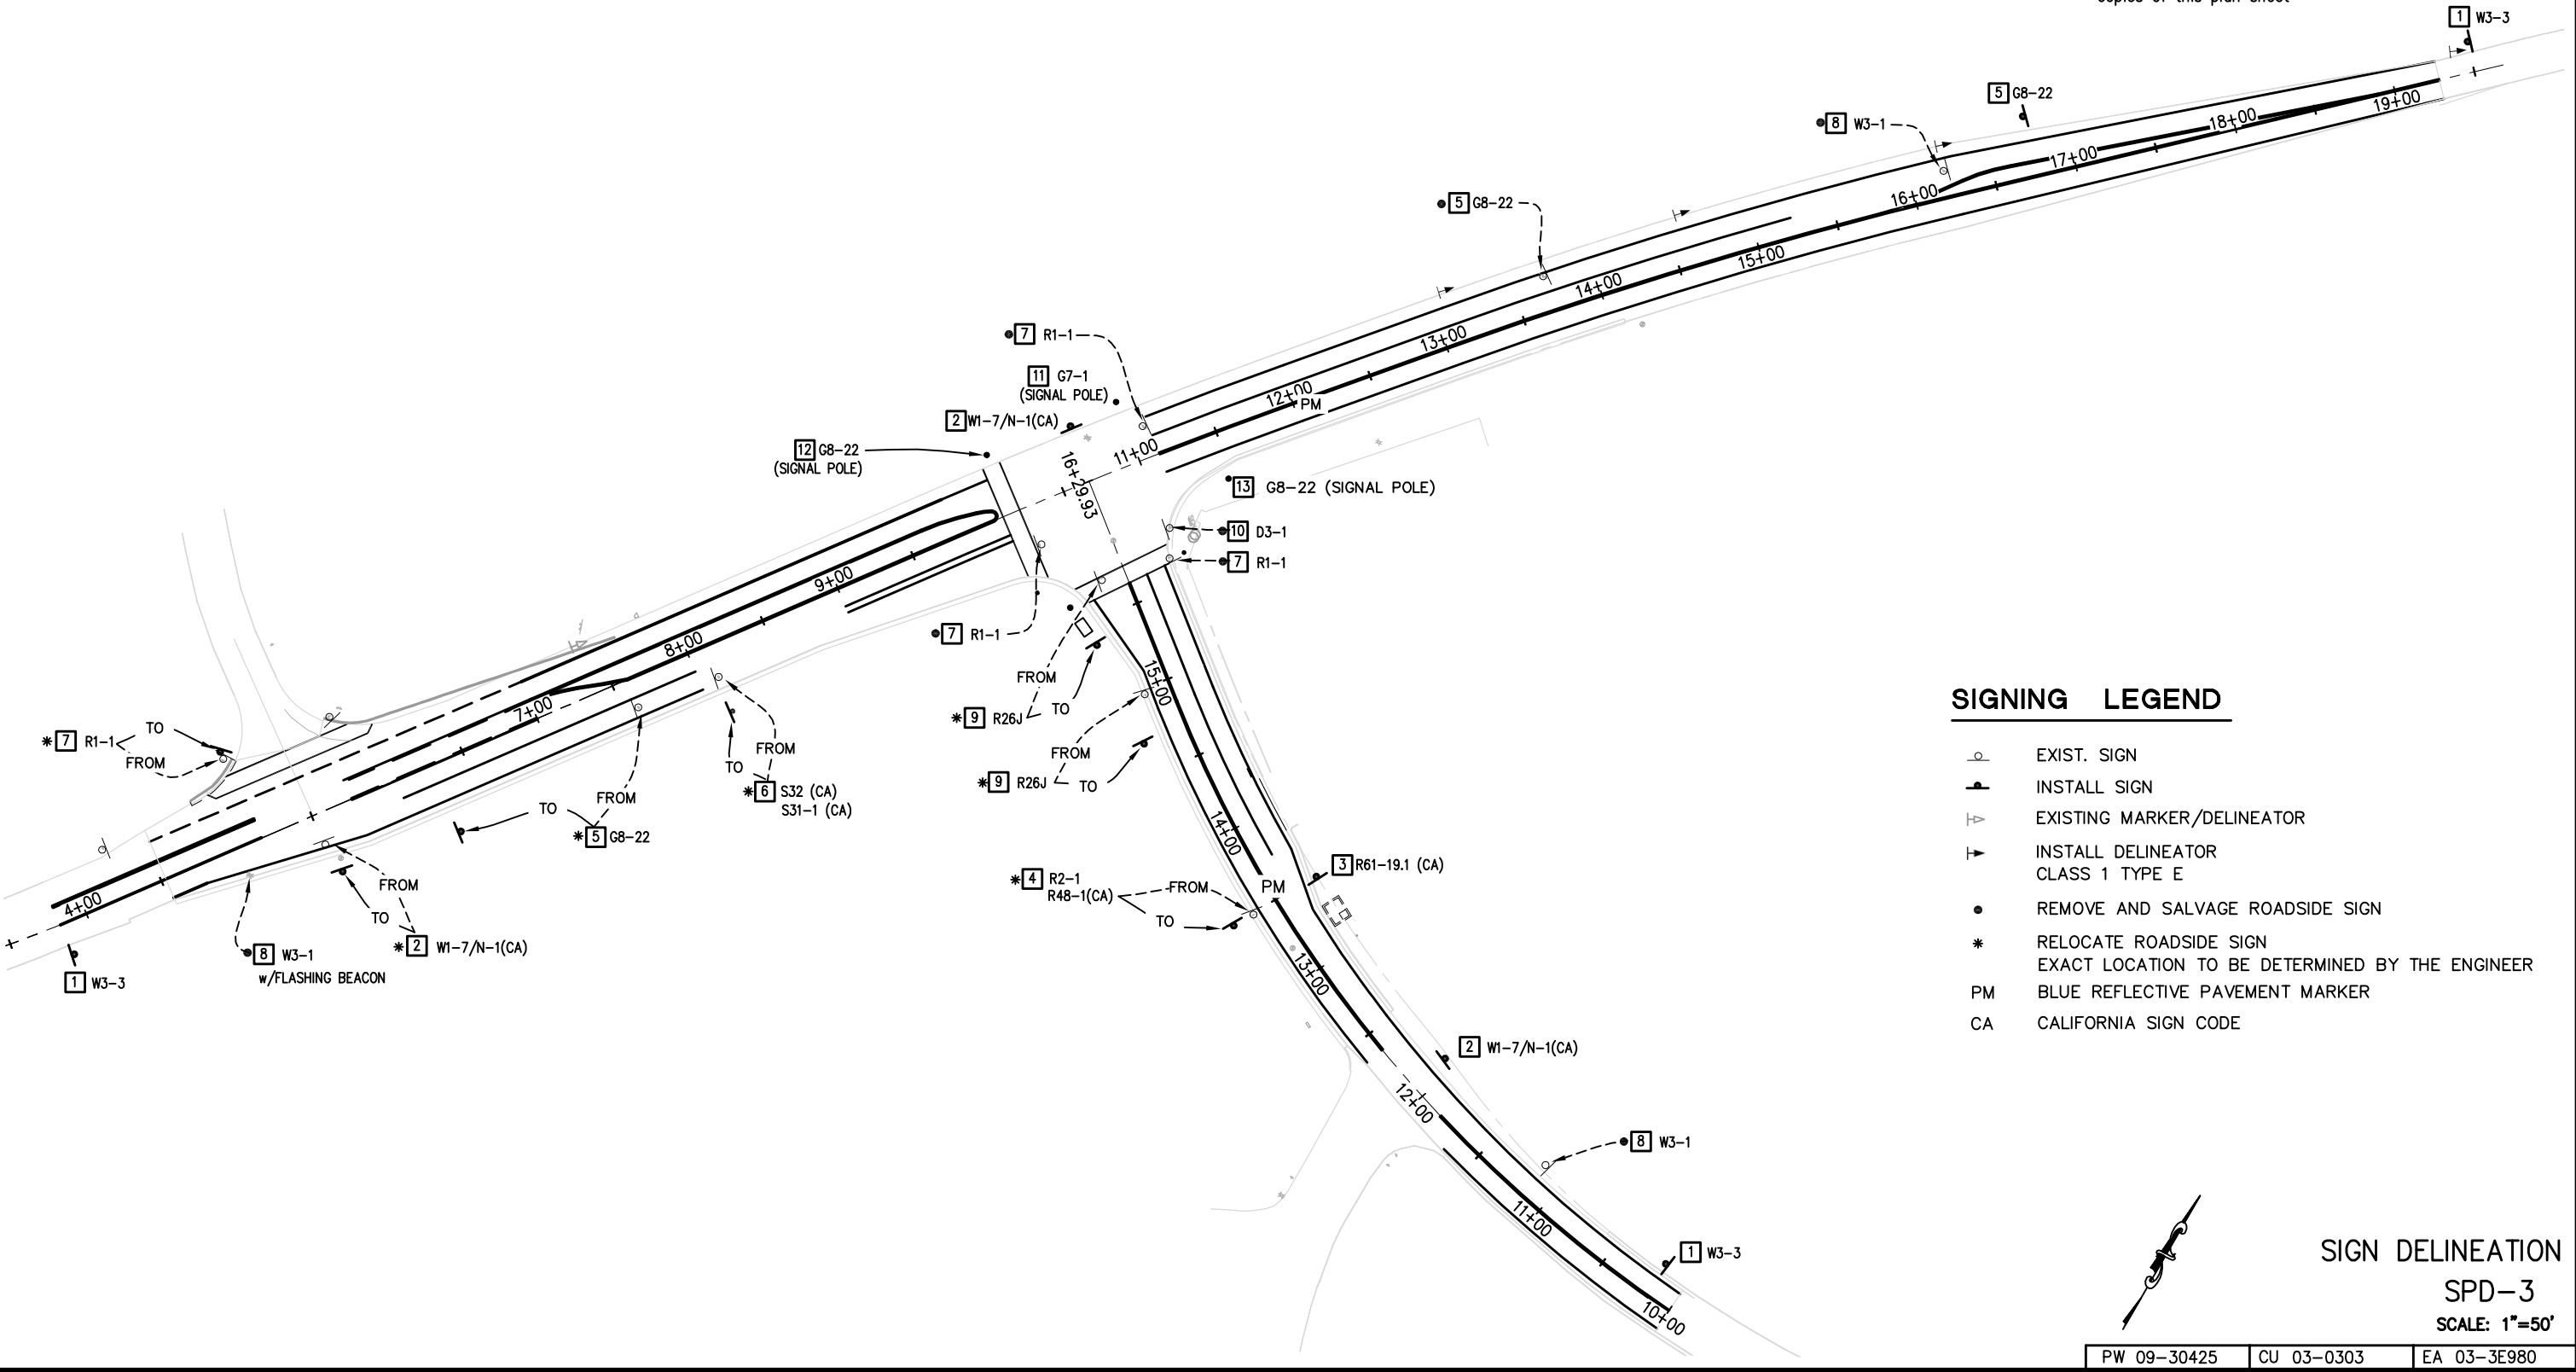 copies of this plan sheet
1 W3-3
5 G8-22
8 W3-1
19+00
18+00
17+00
16+00
5 G8-22
15+00
14+00
13+00
7 R1-1
11 G7-1
(SIGNAL POLE)
12+00
PM
2 W1-7/N-1(CA)
12 G8-22
(SIGNAL POLE)
11+00
16+29.93
13 G8-22 (SIGNAL POLE)
10 D3-1
7 R1-1
9+00
7 R1-1
8+00
FROM
TO
* 9 R26J
15+00
7+00
TO
* 7 R1-1
FROM
FROM
TO
* 6 S32 (CA)
S31-1 (CA)
FROM
TO
* 9 R26J
FROM
TO
* 5 G8-22
14+00
3 R61-19.1 (CA)
* 4 R2-1
R48-1(CA)
FROM
TO
PM
4+00
FROM
TO
* 2 W1-7/N-1(CA)
8 W3-1
w/FLASHING BEACON
1 W3-3
13+00
2 W1-7/N-1(CA)
12+00
8 W3-1
11+00
1 W3-3
10+00
SIGNING LEGEND
EXIST. SIGN
INSTALL SIGN
EXISTING MARKER/DELINEATOR
INSTALL DELINEATOR
CLASS 1 TYPE E
REMOVE AND SALVAGE ROADSIDE SIGN
* RELOCATE ROADSIDE SIGN
EXACT LOCATION TO BE DETERMINED BY THE ENGINEER
PM BLUE REFLECTIVE PAVEMENT MARKER
CA CALIFORNIA SIGN CODE
SIGN DELINEATION
SPD-3
SCALE: 1"=50'
PW 09-30425 CU 03-0303 EA 03-3E980